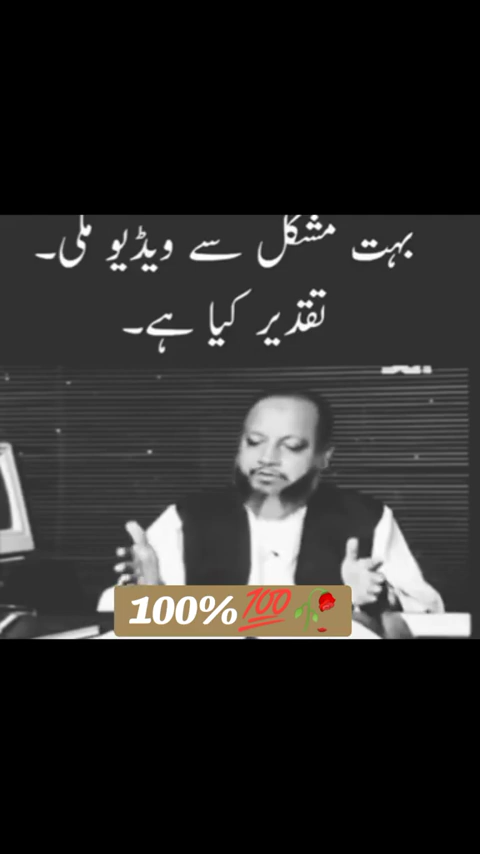 بہت مشکل سے ویڈیو ملی۔
تقدیر کیا ہے۔
100%💯🥀